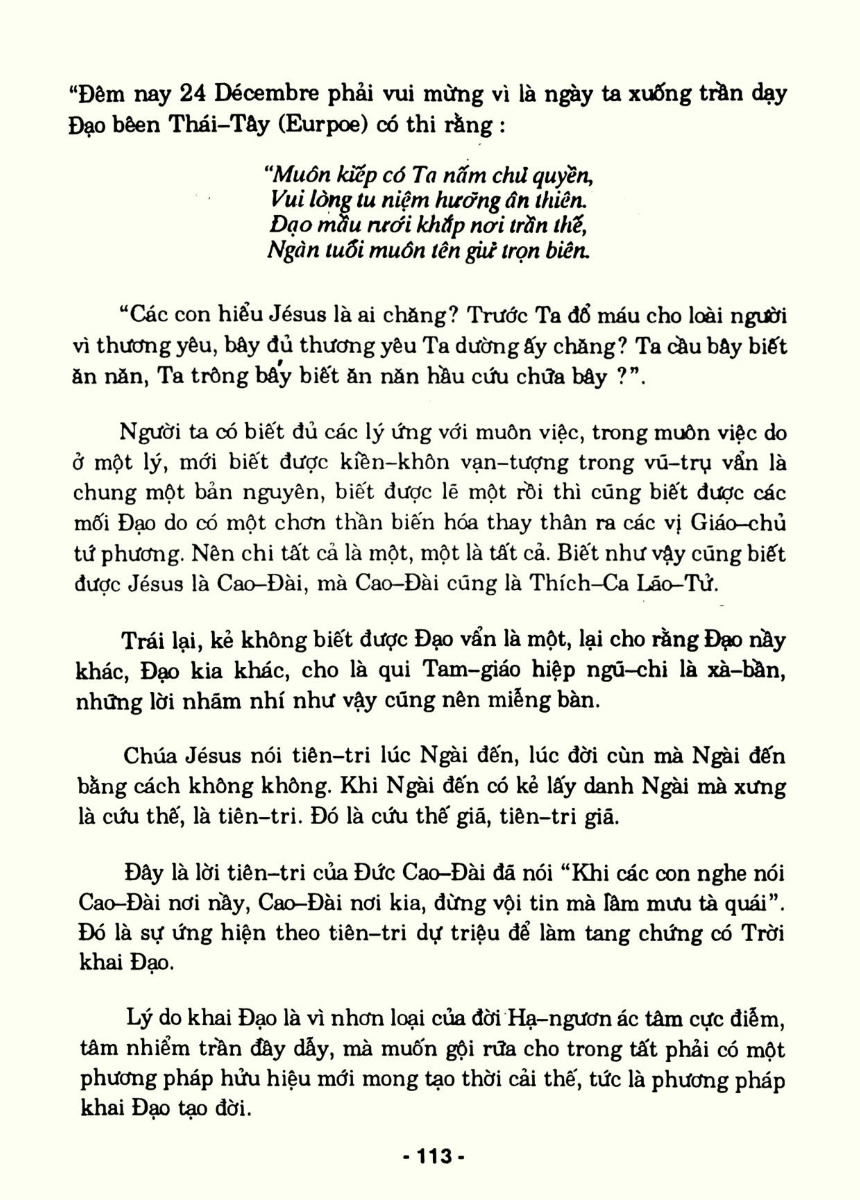 “Đêm nay 24 Décembre phải vui mừng vì là ngày ta xuống trần dạy
Đạo bêen Thái–Tây (Eurpoe) có thi rằng :
“Muôn kiếp có Ta nắm chủ quyền,
Vui lòng tu niệm hưởng ân thiên.
Đạo mầu rưới khắp nơi trần thế,
Ngàn tuổi muôn tên giữ trọn biên.
“Các con hiểu Jésus là ai chăng? Trước Ta đổ máu cho loài người
vì thương yêu, bây đủ thương yêu Ta dường ấy chăng? Ta cầu bây biết
ăn năn, Ta trông bấy biết ăn năn hầu cứu chữa bây ?”.
Người ta có biết đủ các lý ứng với muôn việc, trong muôn việc do
ở một lý, mới biết được kiền–khôn vạn–tượng trong vũ–trụ vẩn là
chung một bản nguyên, biết được lẽ một rồi thì cũng biết được các
mối Đạo do có một chơn thần biến hóa thay thân ra các vị Giáo–chủ
tứ phương. Nên chi tất cả là một, một là tất cả. Biết như vậy cũng biết
được Jésus là Cao–Đài, mà Cao–Đài cũng là Thích–Ca Lão–Tử.
Trái lại, kẻ không biết được Đạo vẩn là một, lại cho rằng Đạo nầy
khác, Đạo kia khác, cho là qui Tam–giáo hiệp ngũ–chi là xà–bần,
những lời nhãm nhí như vậy cũng nên miễng bàn.
Chúa Jésus nói tiên–tri lúc Ngài đến, lúc đời cùn mà Ngài đến
bằng cách không không. Khi Ngài đến có kẻ lấy danh Ngài mà xưng
là cứu thế, là tiên–tri. Đó là cứu thế giã, tiên–tri giã.
Đây là lời tiên–tri của Đức Cao–Đài đã nói “Khi các con nghe nói
Cao–Đài nơi nầy, Cao–Đài nơi kia, đừng vội tin mà lầm mưu tà quái”.
Đó là sự ứng hiện theo tiên–tri dự triệu để làm tang chứng có Trời
khai Đạo.
Lý do khai Đạo là vì nhơn loại của đời Hạ–ngươn ác tâm cực điễm,
tâm nhiễm trần đầy dẫy, mà muốn gội rữa cho trong tất phải có một
phương pháp hửu hiệu mới mong tạo thời cải thế, tức là phương pháp
khai Đạo tạo đời.
- 113 -